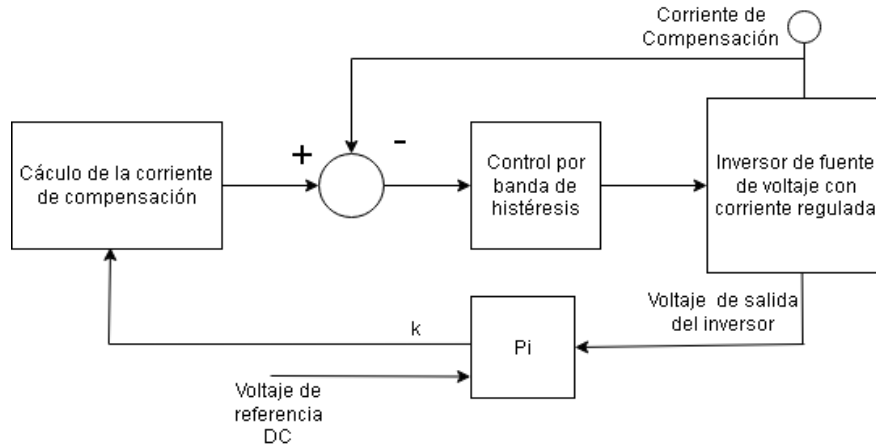 Corriente de
Compensación
+
-
Cáculo de la corriente
de compensación
Control por
banda de
histéresis
Inversor de fuente
de voltaje con
corriente regulada
Voltaje de salida
del inversor
k
Pi
Voltaje de
referencia
DC